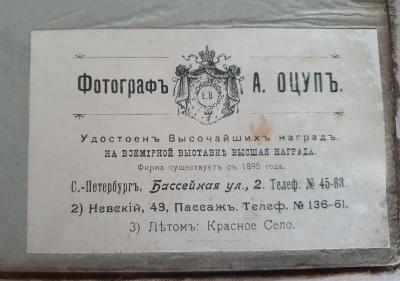 Фотографъ А. ОЦУПЪ.
Удостоенъ Высочайшихъ наградъ.
НА ВСЕМІРНОЙ ВЫСТАВКѢ ВЫСШАЯ НАГРАДА.
Фирма существуетъ съ 1895 года.
С.-Петербургъ, Бассейная ул., 2. Телеф. № 45-63.
2) Невскій, 43, Пассажъ. Телеф. № 136-61.
3) Лѣтомъ: Красное Село.